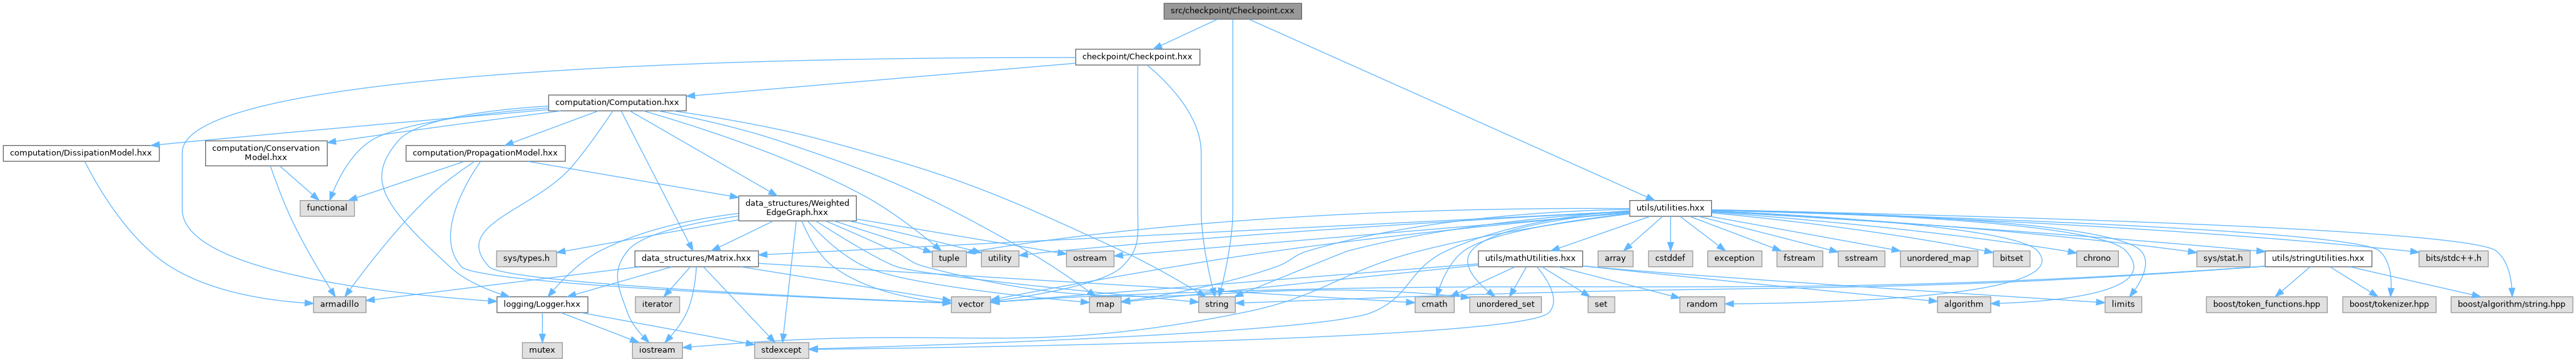 src/checkpoint/Checkpoint.cxx
checkpoint/Checkpoint.hxx
computation/Computation.hxx
computation/DissipationModel.hxx
computation/Conservation
Model.hxx
computation/PropagationModel.hxx
functional
data_structures/Weighted
EdgeGraph.hxx
utils/utilities.hxx
sys/types.h
data_structures/Matrix.hxx
tuple
utility
ostream
utils/mathUtilities.hxx
array
cstddef
exception
fstream
sstream
unordered_map
bitset
chrono
sys/stat.h
utils/stringUtilities.hxx
bits/stdc++.h
armadillo
logging/Logger.hxx
iterator
vector
map
string
cmath
unordered_set
set
random
algorithm
limits
boost/token_functions.hpp
boost/tokenizer.hpp
boost/algorithm/string.hpp
mutex
iostream
stdexcept